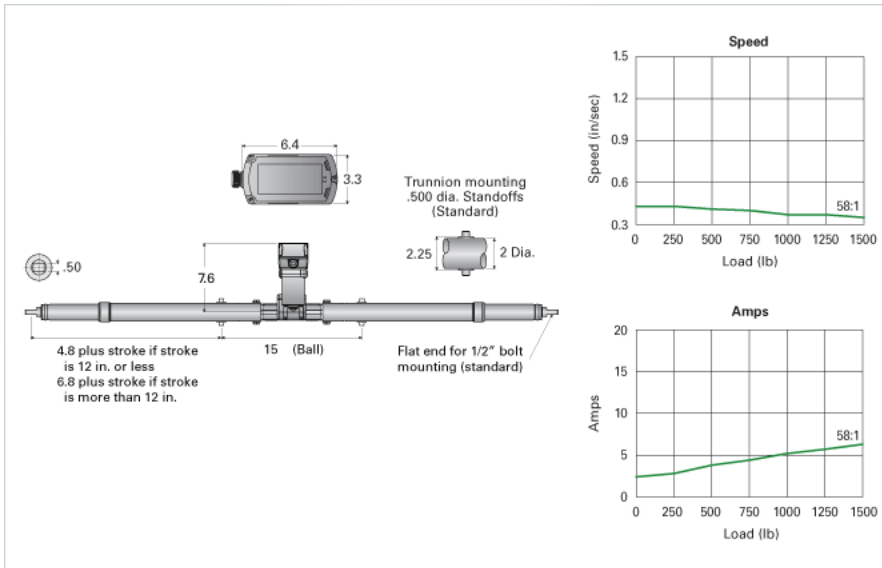 6.4
3.3
Trunnion mounting
.500 dia. Standoffs
(Standard)
2.25
2 Dia.
.50
7.6
4.8 plus stroke if stroke
is 12 in. or less
6.8 plus stroke if stroke
is more than 12 in.
15 (Ball)
Flat end for 1/2" bolt
mounting (standard)
Speed
Speed (in/sec)
1.5
1.2
0.9
0.6
0.3
58:1
0 250 500 750 1000 1250 1500
Load (lb)
Amps
Amps
20
15
10
5
0
58:1
0 250 500 750 1000 1250 1500
Load (lb)